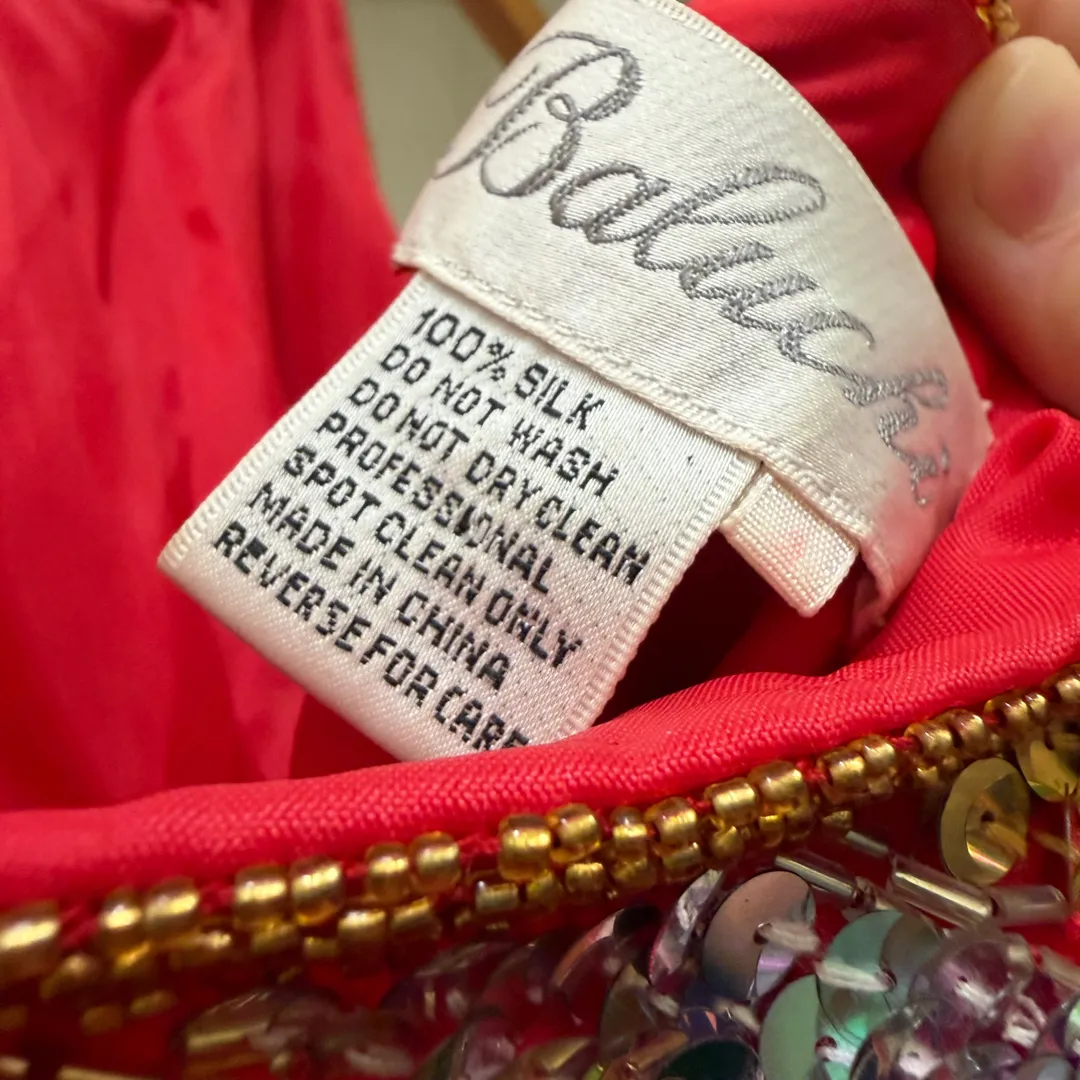 Baluchi
100% SILK
DO NOT WASH
DO NOT DRY CLEAN
PROFESSIONAL
SPOT CLEAN ONLY
MADE IN CHINA
REVERSE FOR CARE